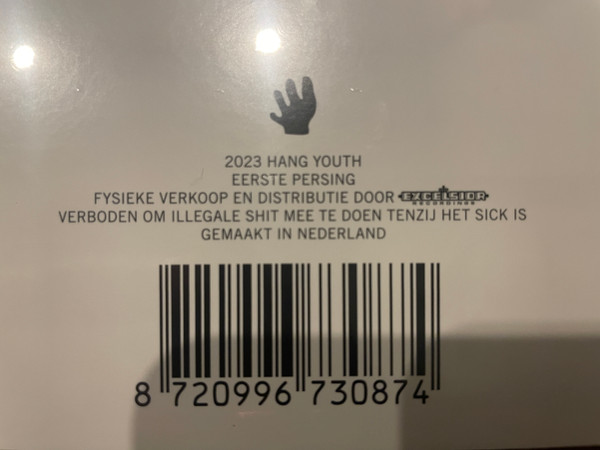 2023 HANG YOUTH
EERSTE PERSING
FYSIEKE VERKOOP EN DISTRIBUTIE DOOR EXCELSIOR RECORDINGS
VERBODEN OM ILLEGALE SHIT MEE TE DOEN TENZIJ HET SICK IS
GEMAAKT IN NEDERLAND
8 720996 730874